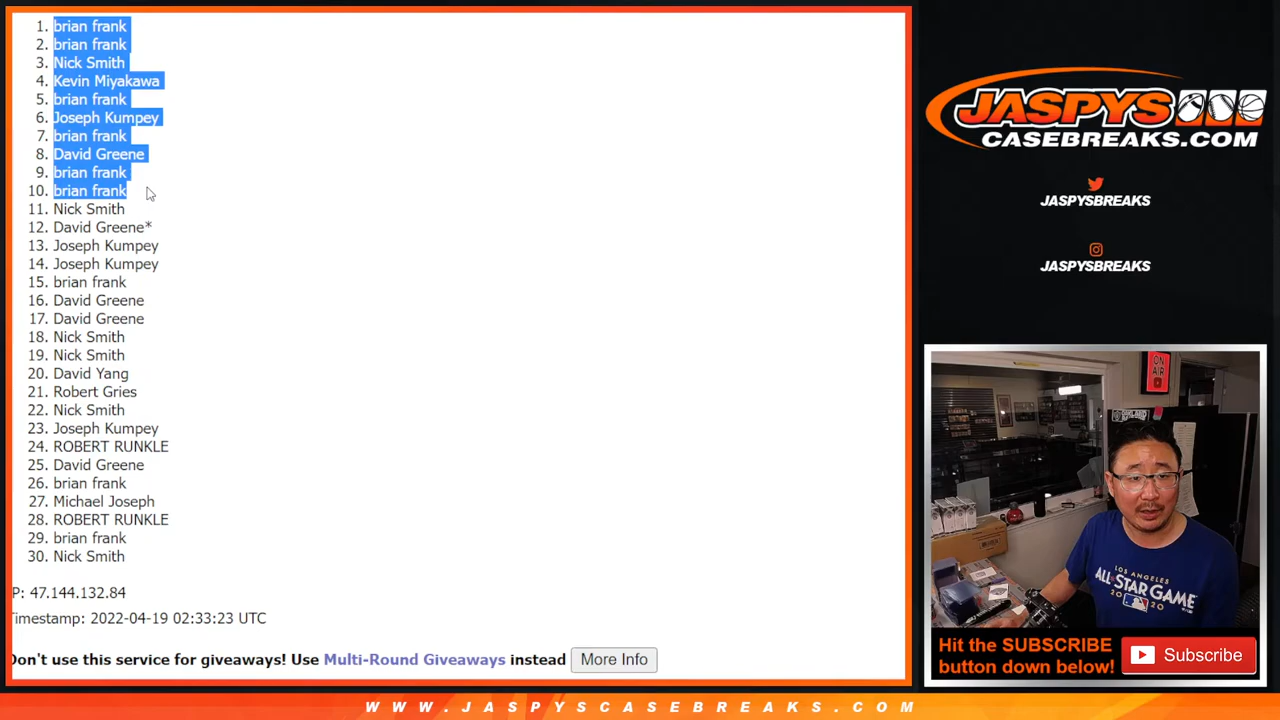 1. brian frank
2. brian frank
3. Nick Smith
4. Kevin Miyakawa
5. brian frank
6. Joseph Kumpey
7. brian frank
8. David Greene
9. brian frank
10. brian frank
11. Nick Smith
12. David Greene*
13. Joseph Kumpey
14. Joseph Kumpey
15. brian frank
16. David Greene
17. David Greene
18. Nick Smith
19. Nick Smith
20. David Yang
21. Robert Gries
22. Nick Smith
23. Joseph Kumpey
24. ROBERT RUNKLE
25. David Greene
26. brian frank
27. Michael Joseph
28. ROBERT RUNKLE
29. brian frank
30. Nick Smith
P: 47.144.132.84
Timestamp: 2022-04-19 02:33:23 UTC
Don't use this service for giveaways! Use Multi-Round Giveaways instead More Info
JASPYS
CASEBREAKS.COM
JASPYSBREAKS
JASPYSBREAKS
ON
AIR
LOS ANGELES
ALL STAR GAME
2020
Hit the SUBSCRIBE
button down below!
Subscribe
WWW.JASPYSCASEBREAKS.COM